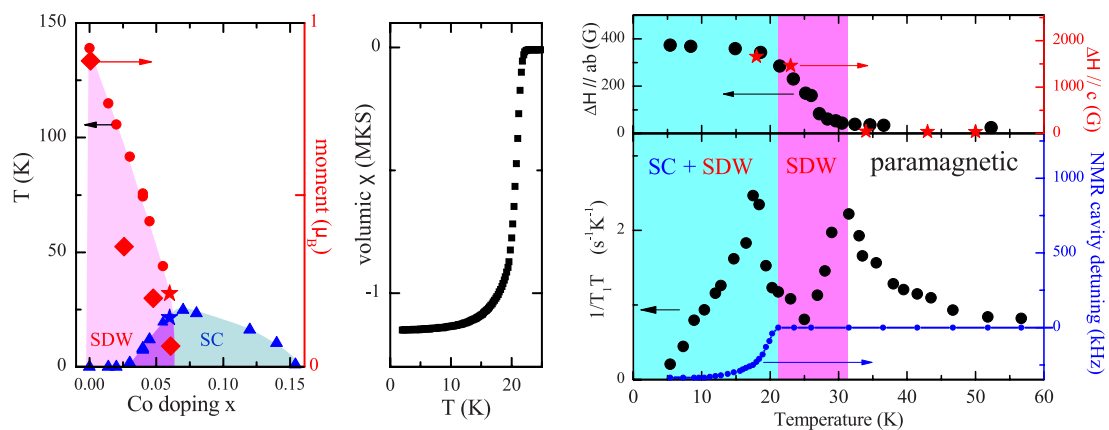 150
100
50
0
T (K)
0.00
0.05
0.10
0.15
Co doping x
1
0
moment (μB)
SDW
SC
0
-1
volumic χ (MKS)
0
10
20
T (K)
400
200
0
ΔH // ab (G)
2000
1000
0
ΔH // c (G)
SC + SDW
SDW
paramagnetic
2
0
1/T1T (s-1K-1)
1000
500
0
NMR cavity detuning
(kHz)
0
10
20
30
40
50
60
Temperature (K)